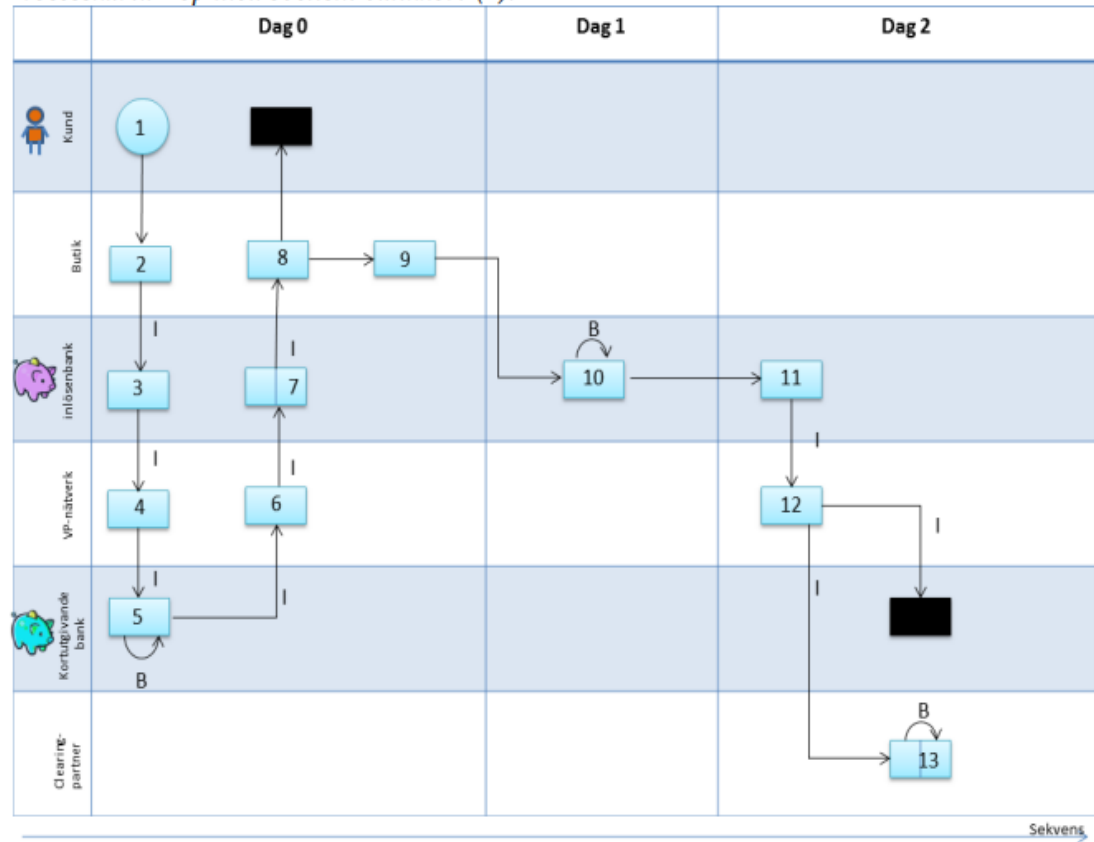 Dag 0
Dag 1
Dag 2
Kund
1
Butik
2
8
9
I
I
B
inlösenbank
3
7
10
11
I
I
I
VP-nätverk
4
6
12
I
I
I
I
Kortutgivande
bank
5
B
B
Clearing-
partner
13
Sekvens